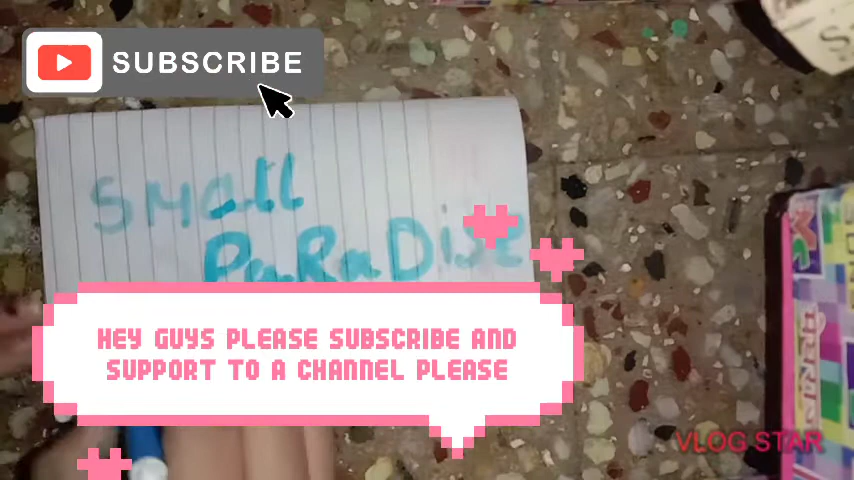 SUBSCRIBE
Small
PaRaDise
HEY GUYS PLEASE SUBSCRIBE AND
SUPPORT TO A CHANNEL PLEASE
VLOG STAR